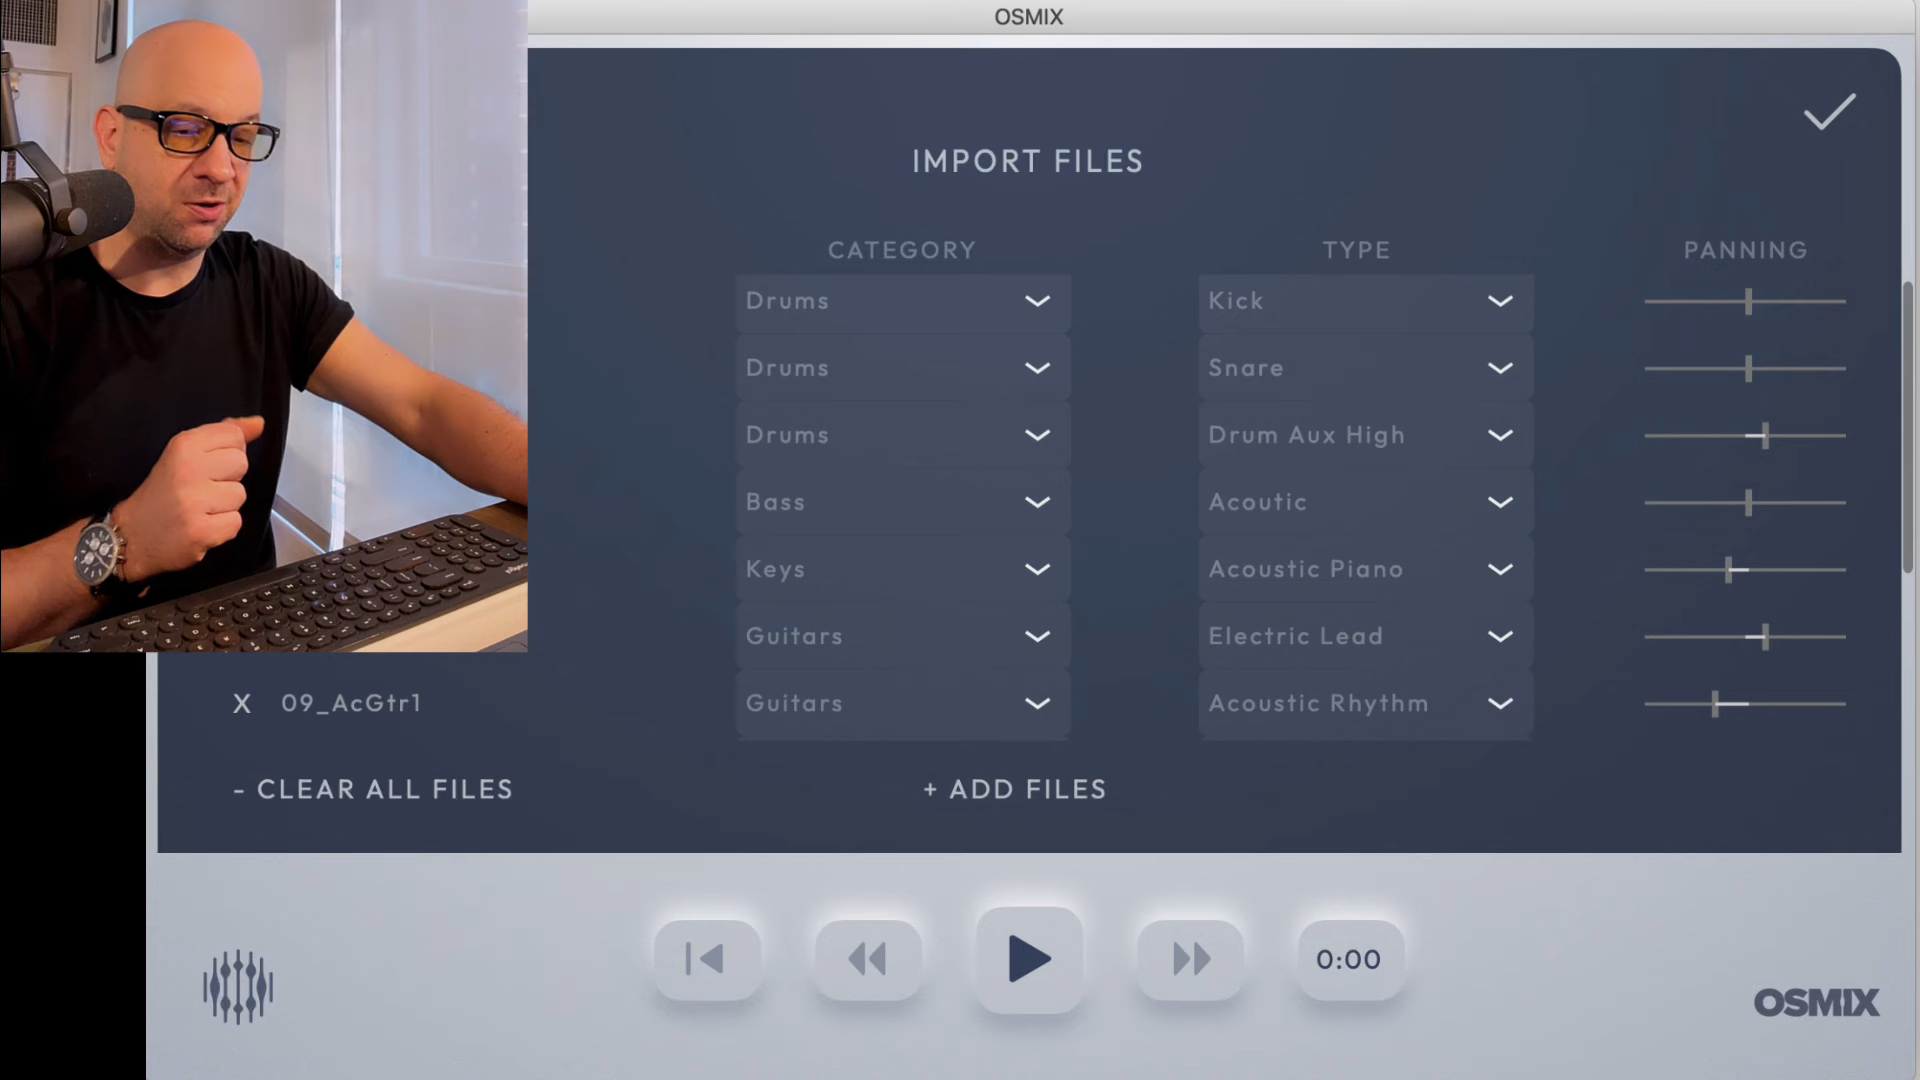 OSMIX
IMPORT FILES
CATEGORY TYPE PANNING
Drums Kick
Drums Snare
Drums Drum Aux High
Bass Acoutic
Keys Acoustic Piano
Guitars Electric Lead
X 09_AcGtr1 Guitars Acoustic Rhythm
- CLEAR ALL FILES + ADD FILES
0:00
OSMIX